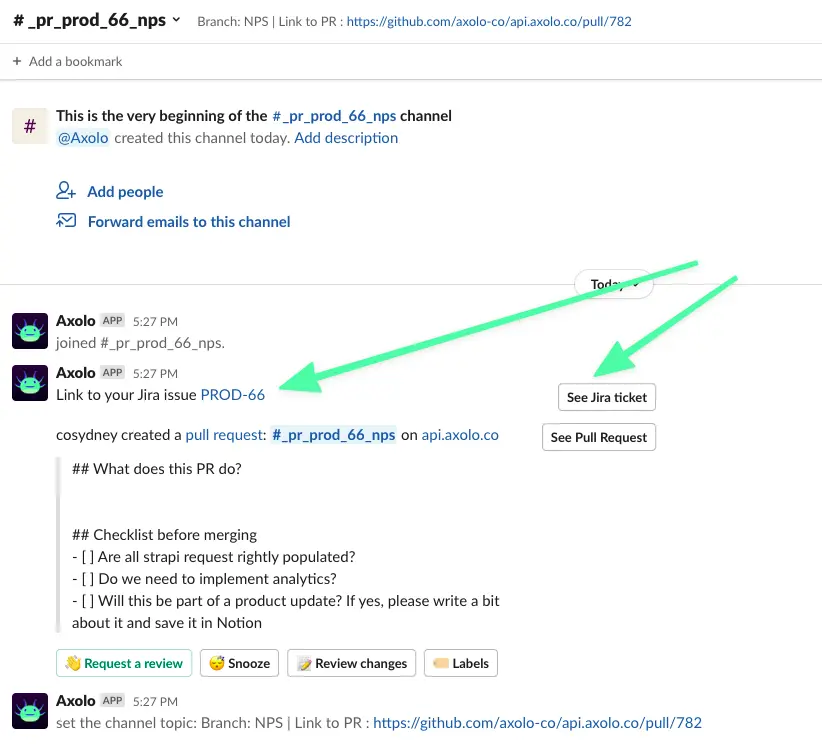 # _pr_prod_66_nps Branch: NPS | Link to PR : https://github.com/axolo-co/api.axolo.co/pull/782
+ Add a bookmark
# This is the very beginning of the #_pr_prod_66_nps channel
@Axolo created this channel today. Add description
Add people
Forward emails to this channel
Today
Axolo APP 5:27 PM
joined #_pr_prod_66_nps.
Axolo APP 5:27 PM
Link to your Jira issue PROD-66 See Jira ticket
cosydney created a pull request: #_pr_prod_66_nps on api.axolo.co See Pull Request
## What does this PR do?
## Checklist before merging
- [ ] Are all strapi request rightly populated?
- [ ] Do we need to implement analytics?
- [ ] Will this be part of a product update? If yes, please write a bit
about it and save it in Notion
👋 Request a review 😴 Snooze 📝 Review changes 🏷️ Labels
Axolo APP 5:27 PM
set the channel topic: Branch: NPS | Link to PR : https://github.com/axolo-co/api.axolo.co/pull/782